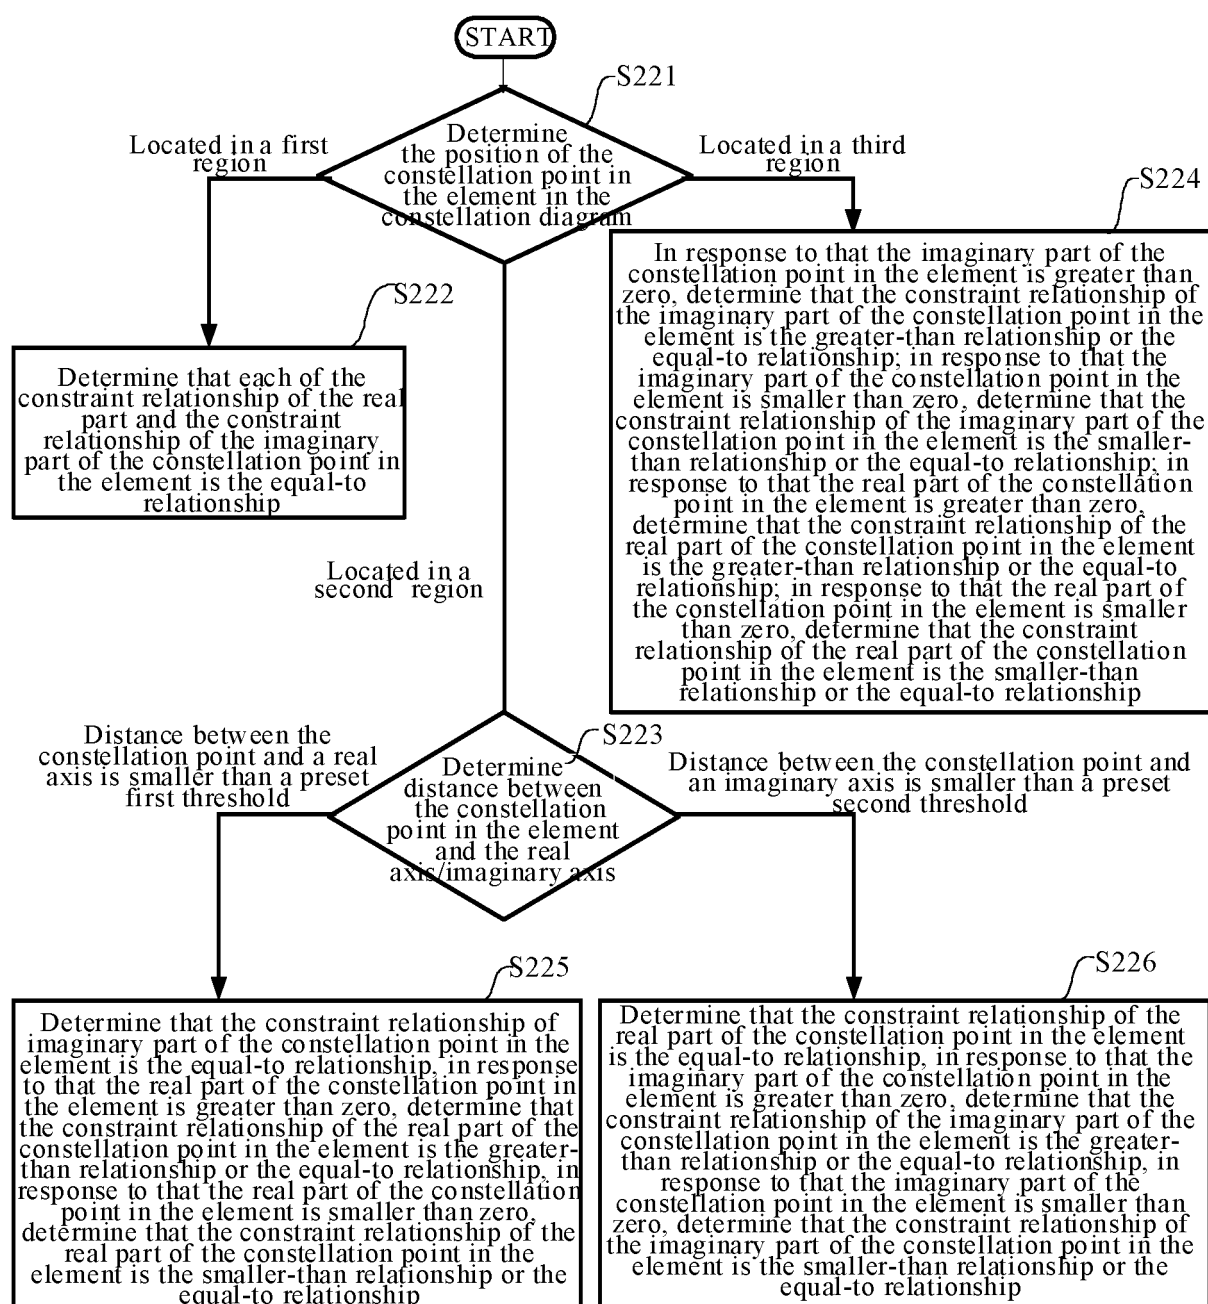 START
S221
Determine
the position of the
constellation point in
the element in the
constellation diagram
Located in a first
region
Located in a third
region
S222
Determine that each of the
constraint relationship of the real
part and the constraint
relationship of the imaginary
part of the constellation point in
the element is the equal-to
relationship
S224
In response to that the imaginary part of the
constellation point in the element is greater than
zero, determine that the constraint relationship of
the imaginary part of the constellation point in the
element is the greater-than relationship or the
equal-to relationship; in response to that the
imaginary part of the constellation point in the
element is smaller than zero, determine that the
constraint relationship of the imaginary part of the
constellation point in the element is the smaller-
than relationship or the equal-to relationship; in
response to that the real part of the constellation
point in the element is greater than zero,
determine that the constraint relationship of the
real part of the constellation point in the element
is the greater-than relationship or the equal-to
relationship; in response to that the real part of
the constellation point in the element is smaller
than zero, determine that the constraint
relationship of the real part of the constellation
point in the element is the smaller-than
relationship or the equal-to relationship
Located in a
second region
S223
Determine
distance between
the constellation
point in the element
and the real
axis/imaginary axis
Distance between the
constellation point and a real
axis is smaller than a preset
first threshold
Distance between the constellation point and
an imaginary axis is smaller than a preset
second threshold
S225
Determine that the constraint relationship of
imaginary part of the constellation point in the
element is the equal-to relationship, in response
to that the real part of the constellation point in
the element is greater than zero, determine that
the constraint relationship of the real part of the
constellation point in the element is the greater-
than relationship or the equal-to relationship, in
response to that the real part of the constellation
point in the element is smaller than zero,
determine that the constraint relationship of the
real part of the constellation point in the
element is the smaller-than relationship or the
equal-to relationship
S226
Determine that the constraint relationship of the
real part of the constellation point in the element
is the equal-to relationship, in response to that the
imaginary part of the constellation point in the
element is greater than zero, determine that the
constraint relationship of the imaginary part of the
constellation point in the element is the greater-
than relationship or the equal-to relationship, in
response to that the imaginary part of the
constellation point in the element is smaller than
zero, determine that the constraint relationship of
the imaginary part of the constellation point in the
element is the smaller-than relationship or the
equal-to relationship